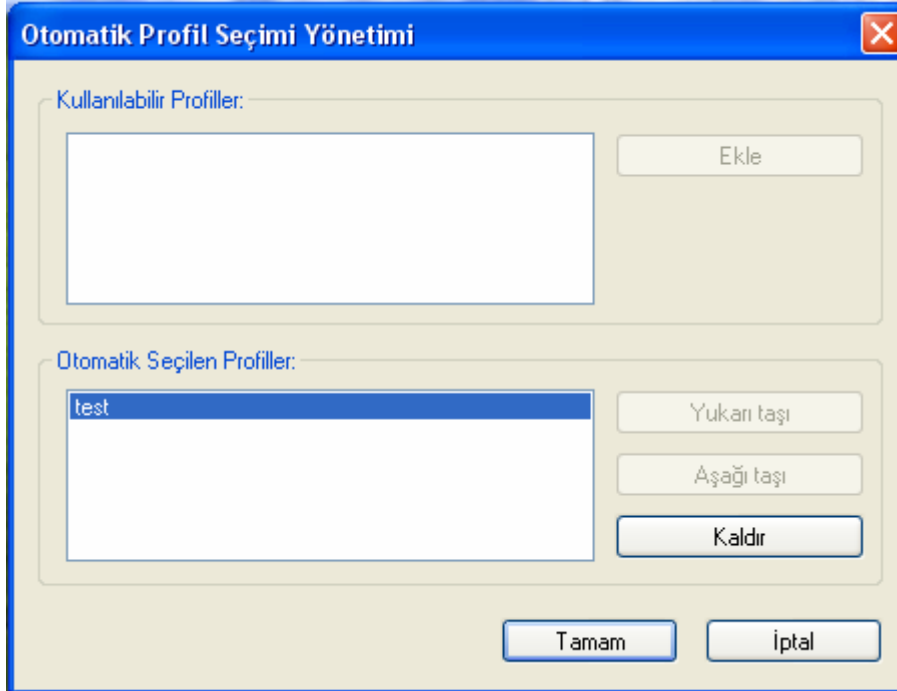 Otomatik Profil Seçimi Yönetimi
Kullanılabilir Profiller:
Ekle
Otomatik Seçilen Profiller:
test
Yukarı taşı
Aşağı taşı
Kaldır
Tamam
İptal